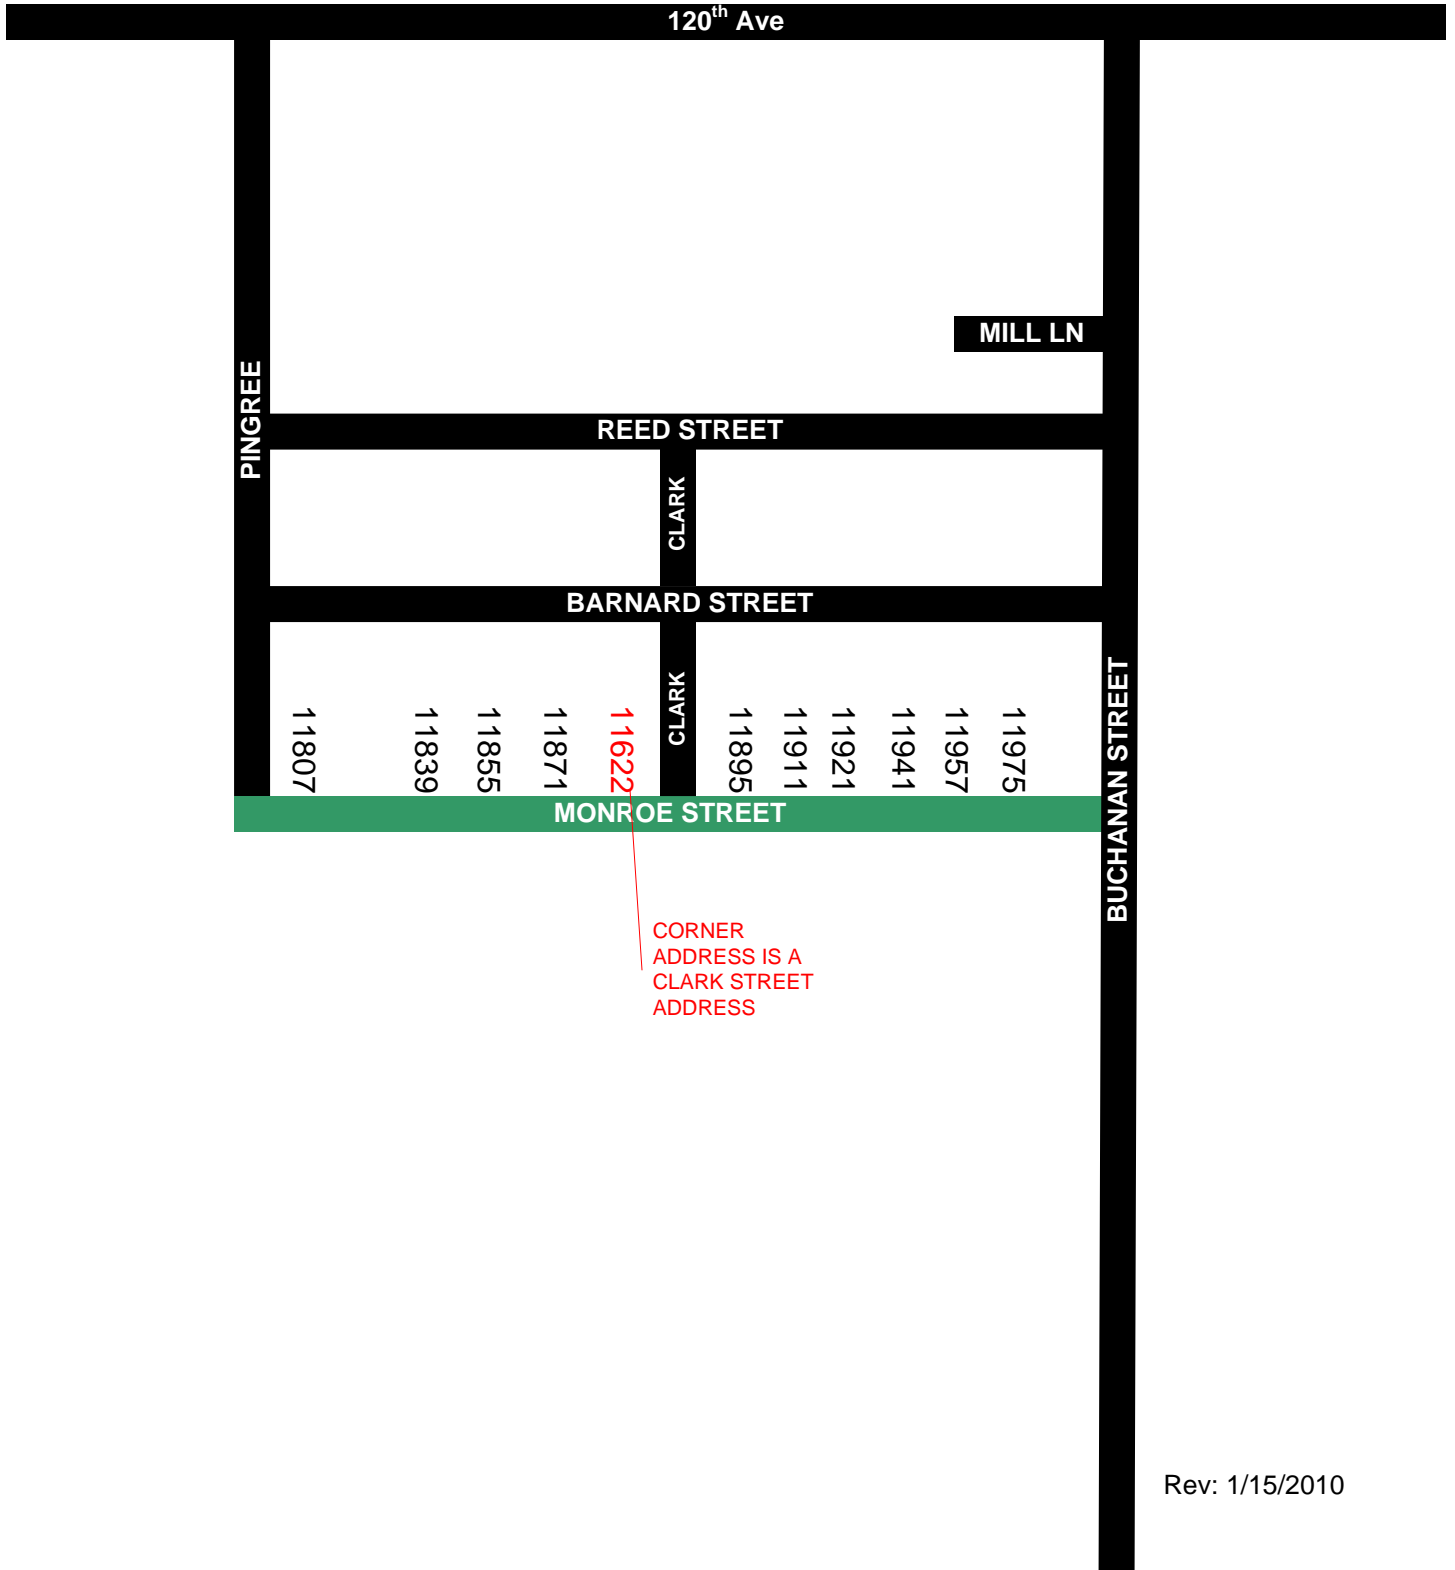 120th Ave
MILL LN
PINGREE
REED STREET
CLARK
BARNARD STREET
CLARK
BUCHANAN STREET
11807
11839
11855
11871
11622
11895
11911
11921
11941
11957
11975
MONROE STREET
CORNER
ADDRESS IS A
CLARK STREET
ADDRESS
Rev: 1/15/2010